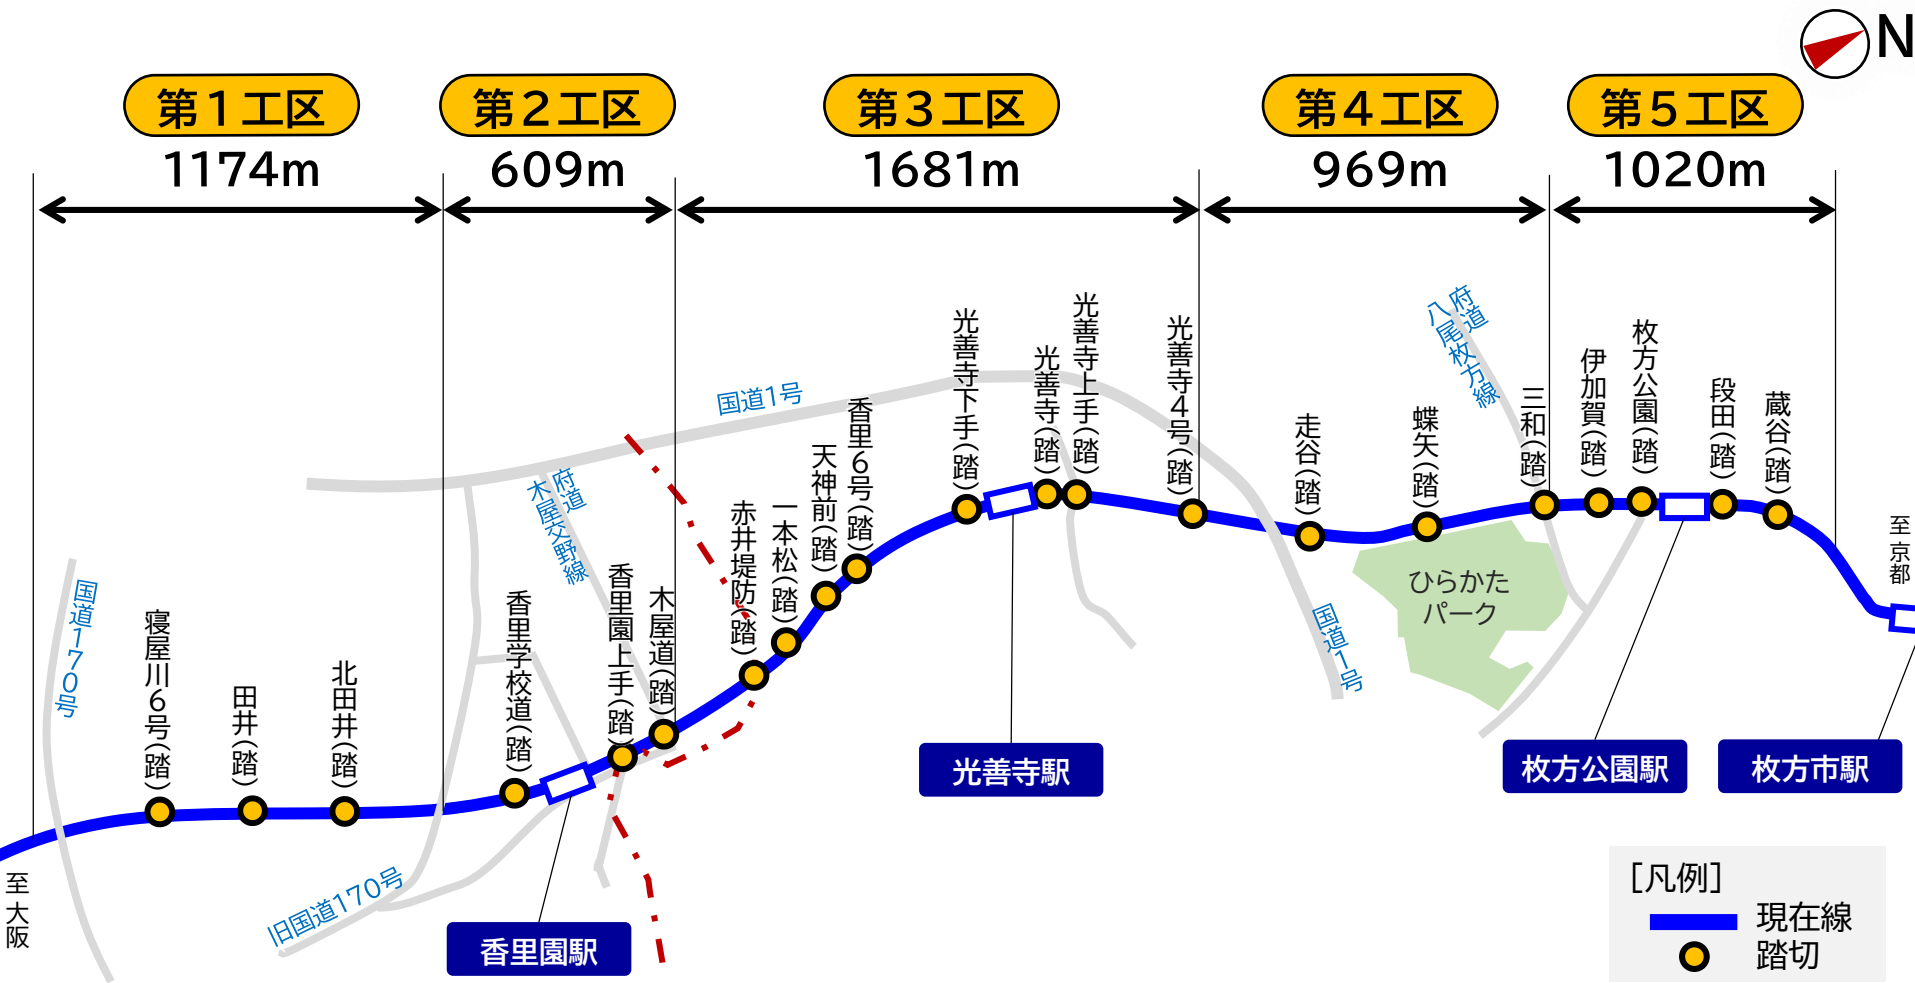 N
第1工区
第2工区
第3工区
第4工区
第5工区
1174m
609m
1681m
969m
1020m
国道170号
寝屋川6号(踏)
田井(踏)
北田井(踏)
旧国道170号
府道
木屋交野線
香里学校道(踏)
香里園上手(踏)
木屋道(踏)
国道1号
赤井堤防(踏)
一本松(踏)
天神前(踏)
香里6号(踏)
光善寺下手(踏)
光善寺(踏)
光善寺上手(踏)
光善寺4号(踏)
走谷(踏)
国道1号
蝶矢(踏)
府道
八尾枚方線
三和(踏)
伊加賀(踏)
枚方公園(踏)
段田(踏)
蔵谷(踏)
ひらかた
パーク
至京都
至大阪
香里園駅
光善寺駅
枚方公園駅
枚方市駅
[凡例]
現在線
踏切